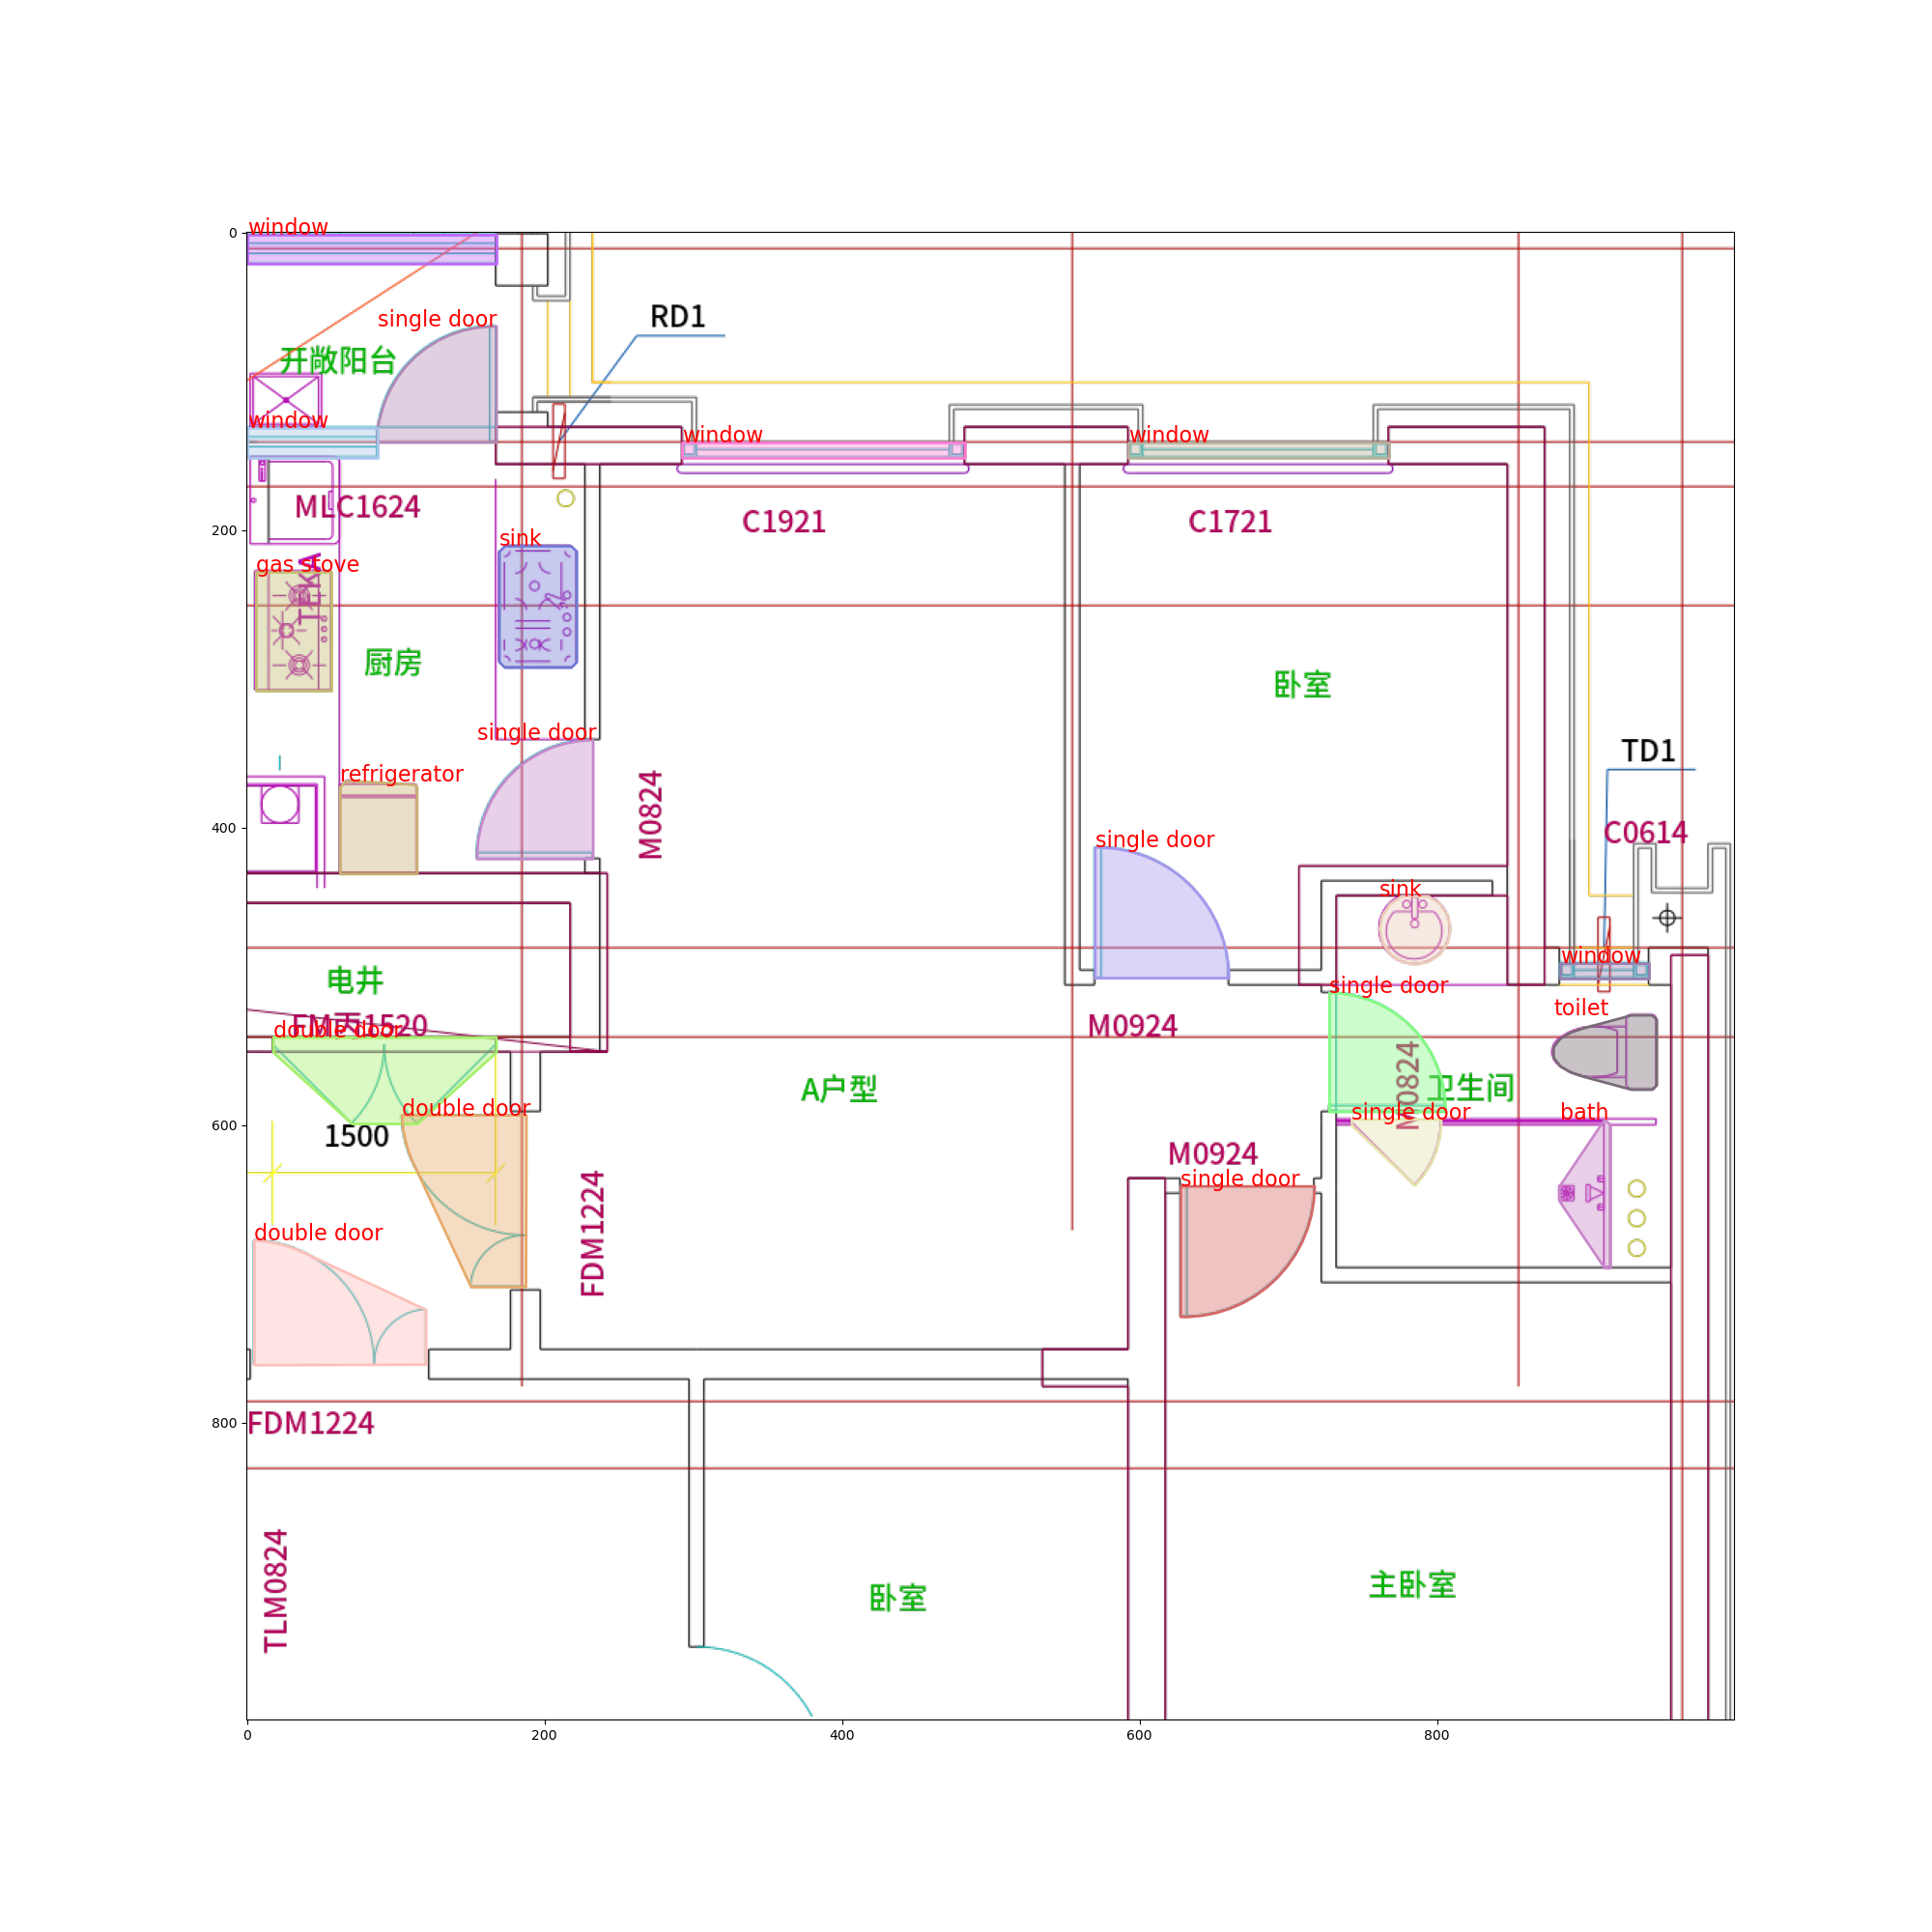 0
window
RD1
single door
开敞阳台
window
window
window
MLC1624
200
C1921
C1721
sink
gas stove
TLKA
厨房
卧室
single door
M0824
TD1
refrigerator
400
C0614
single door
sink
电井
window
single door
toilet
FM丙1520
double door
M0924
M0824
卫生间
A户型
double door
single door
bath
600
1500
M0924
single door
FDM1224
double door
800
FDM1224
TLM0824
卧室
主卧室
0
200
400
600
800